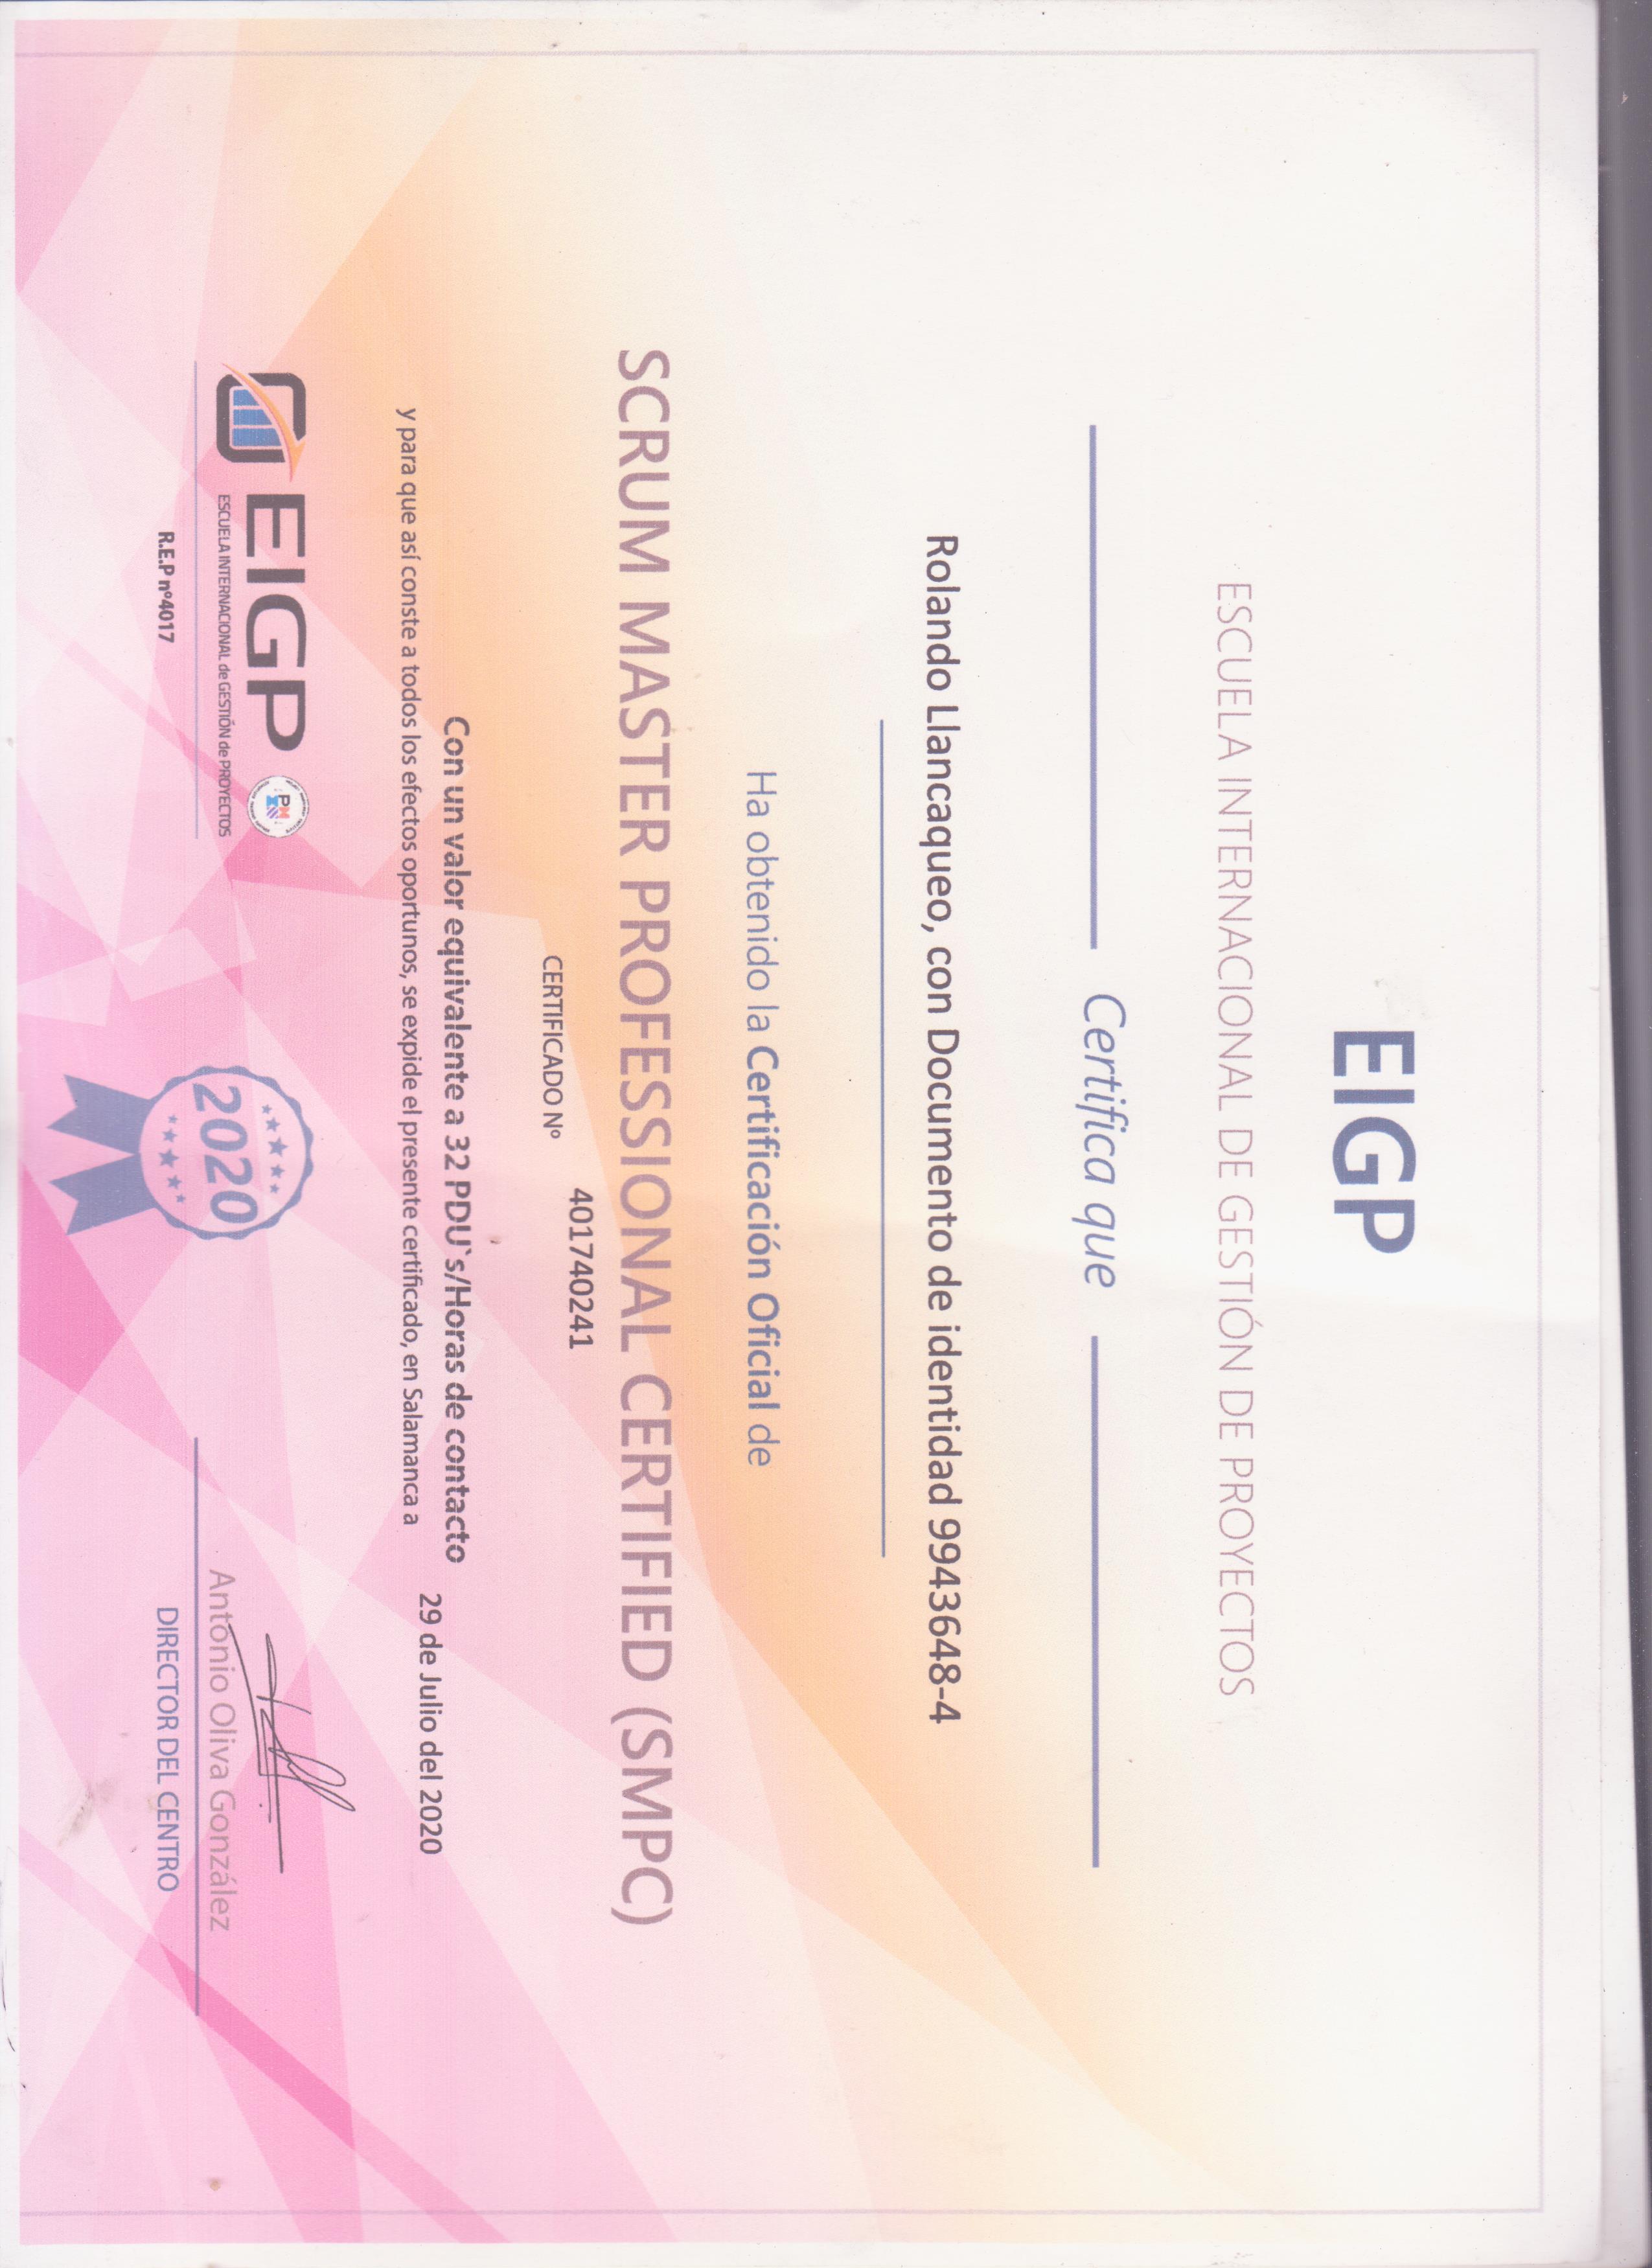 EIGP
ESCUELA INTERNACIONAL DE GESTIÓN DE PROYECTOS
Certifica que
Rolando Llancaqueo, con Documento de identidad 9943648-4
Ha obtenido la Certificación Oficial de
SCRUM MASTER PROFESSIONAL CERTIFIED (SMPC)
401740241
CERTIFICADO Nº
Con un valor equivalente a 32 PDU`s/Horas de contacto
29 de Julio del 2020
y para que así conste a todos los efectos oportunos, se expide el presente certificado, en Salamanca a
EIGP
ESCUELA INTERNACIONAL de GESTIÓN de PROYECTOS
R.E.P nº4017
2020
Antonio Oliva González
DIRECTOR DEL CENTRO